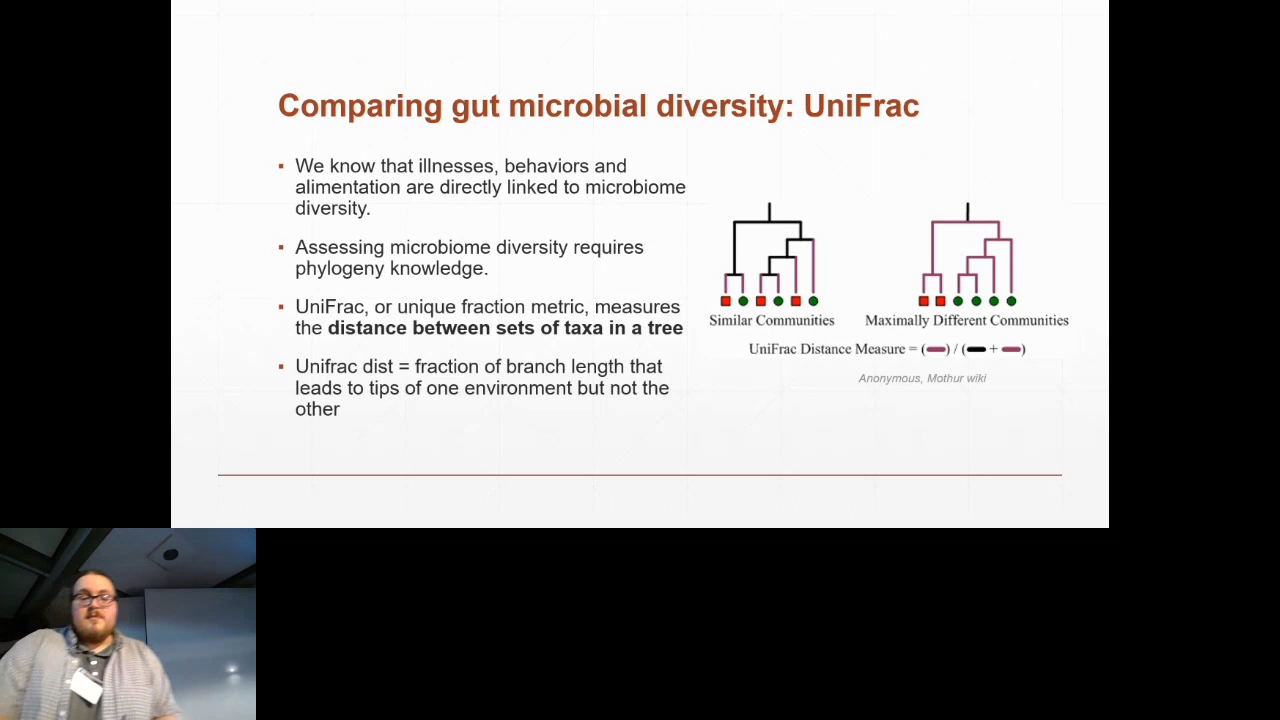 Comparing gut microbial diversity: UniFrac
▪ We know that illnesses, behaviors and
alimentation are directly linked to microbiome
diversity.
▪ Assessing microbiome diversity requires
phylogeny knowledge.
▪ UniFrac, or unique fraction metric, measures
the distance between sets of taxa in a tree
▪ Unifrac dist = fraction of branch length that
leads to tips of one environment but not the
other
Similar Communities
Maximally Different Communities
UniFrac Distance Measure = ( ) / ( + )
Anonymous, Mothur wiki